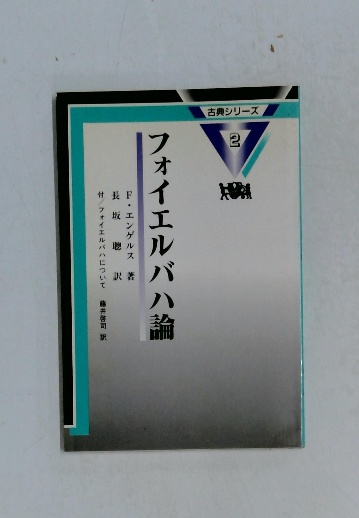 古典シリーズ
2
フォイエルバハ論
F・エンゲルス 著
長坂 聰 訳
付／フォイエルバハについて 藤井啓司 訳